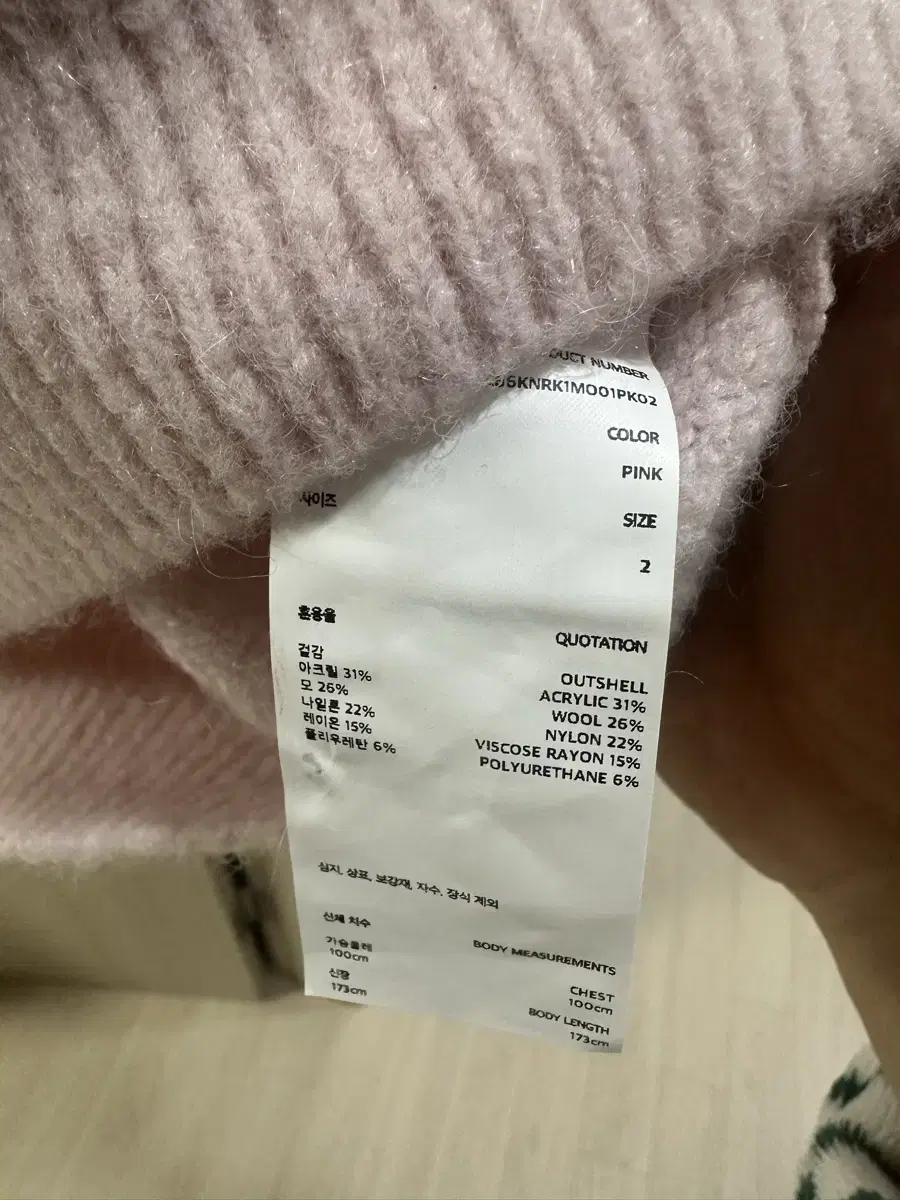 NUMBER
6KNRK1MO01PK02
COLOR
PINK
사이즈
SIZE
2
혼용율
QUOTATION
겉감
아크릴 31%
모 26%
나일론 22%
레이온 15%
폴리우레탄 6%
OUTSHELL
ACRYLIC 31%
WOOL 26%
NYLON 22%
VISCOSE RAYON 15%
POLYURETHANE 6%
심지, 상표, 보강재, 자수, 장식 제외
신체 치수
BODY MEASUREMENTS
가슴둘레
100cm
신장
173cm
CHEST
100cm
BODY LENGTH
173cm